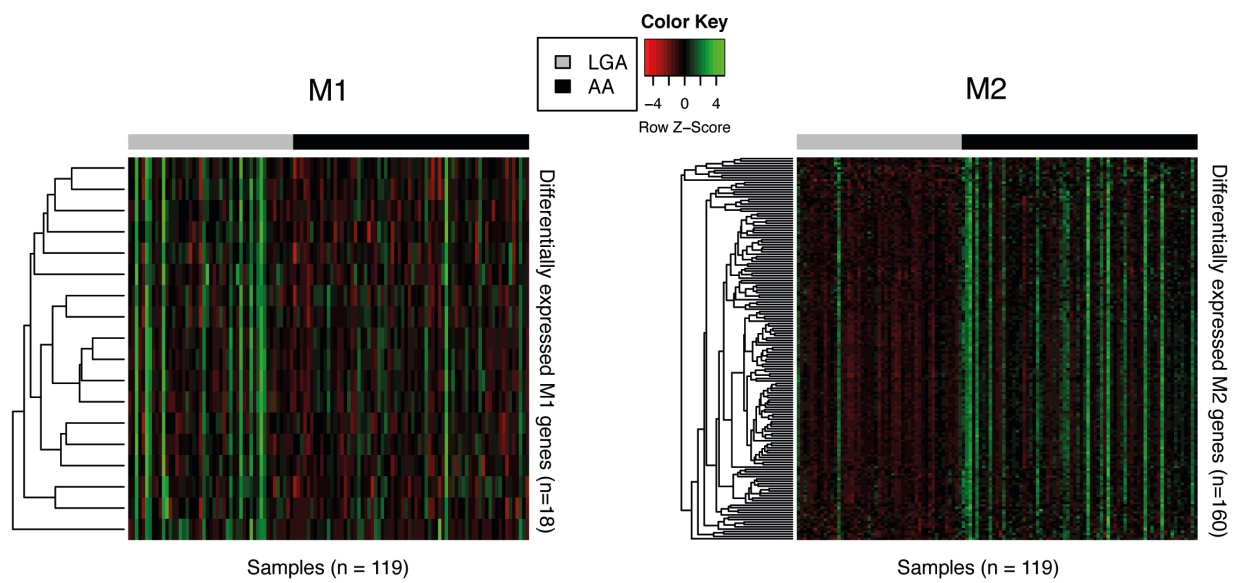 Color Key
LGA
AA
−4 0 4
Row Z−Score
M1
M2
Differentially expressed M1 genes (n=18)
Differentially expressed M2 genes (n=160)
Samples (n = 119)
Samples (n = 119)